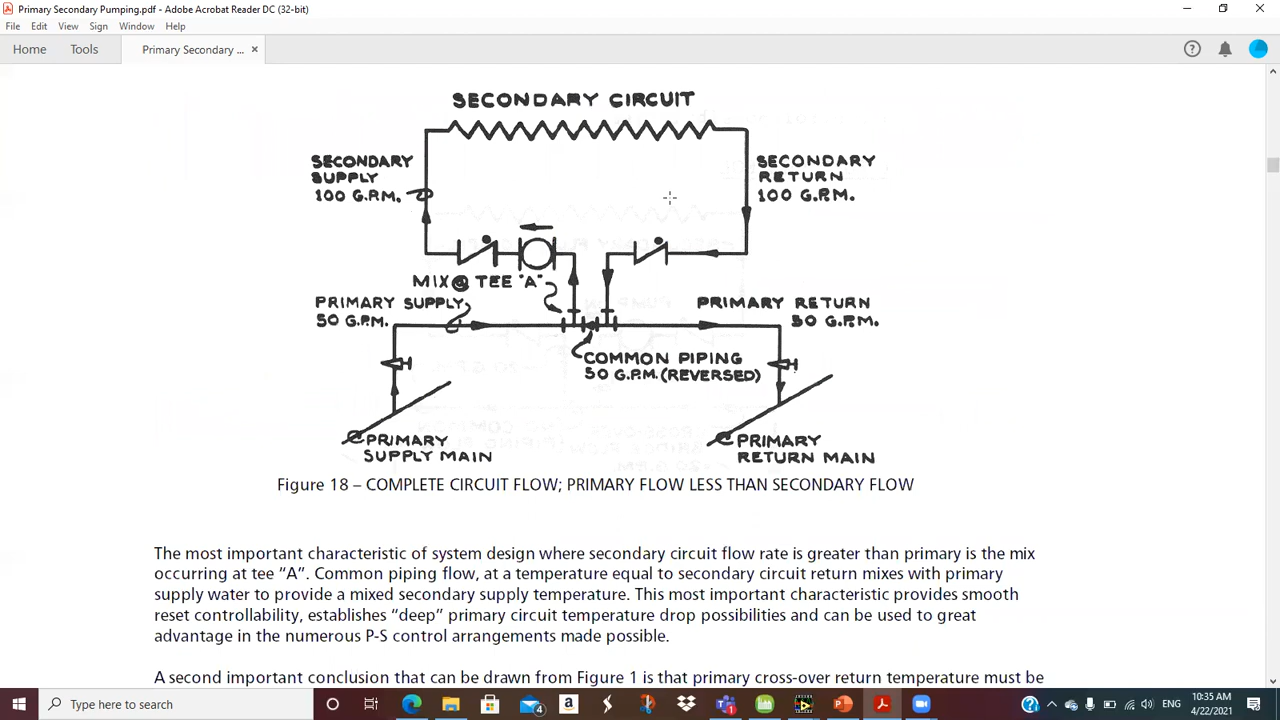 Primary Secondary Pumping.pdf - Adobe Acrobat Reader DC (32-bit)
File Edit View Sign Window Help
Home Tools Primary Secondary ... ×
SECONDARY CIRCUIT
SECONDARY
SUPPLY
100 G.P.M.
SECONDARY
RETURN
100 G.P.M.
MIX @ TEE "A"
PRIMARY SUPPLY
50 G.P.M.
PRIMARY RETURN
50 G.P.M.
COMMON PIPING
50 G.P.M. (REVERSED)
PRIMARY
SUPPLY MAIN
PRIMARY
RETURN MAIN
Figure 18 – COMPLETE CIRCUIT FLOW; PRIMARY FLOW LESS THAN SECONDARY FLOW
The most important characteristic of system design where secondary circuit flow rate is greater than primary is the mix
occurring at tee “A”. Common piping flow, at a temperature equal to secondary circuit return mixes with primary
supply water to provide a mixed secondary supply temperature. This most important characteristic provides smooth
reset controllability, establishes “deep” primary circuit temperature drop possibilities and can be used to great
advantage in the numerous P-S control arrangements made possible.
A second important conclusion that can be drawn from Figure 1 is that primary cross-over return temperature must be
Type here to search
10:35 AM
4/22/2021